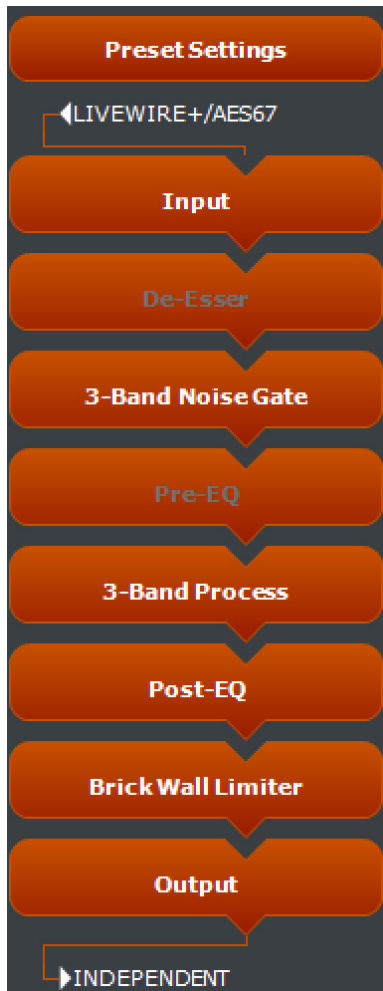 Preset Settings
LIVEWIRE+/AES67
Input
De-Esser
3-Band Noise Gate
Pre-EQ
3-Band Process
Post-EQ
Brick Wall Limiter
Output
INDEPENDENT